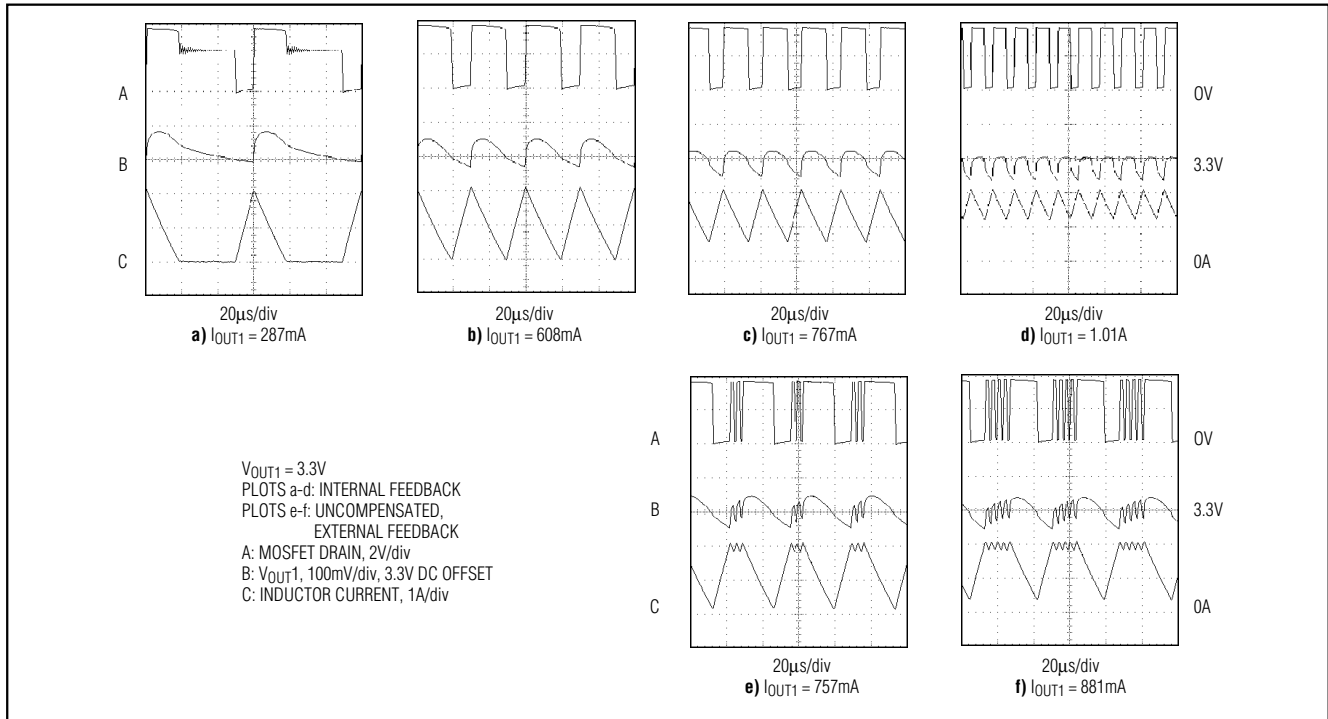 A
B
C
0V
3.3V
0A
20µs/div
a) IOUT1 = 287mA
20µs/div
b) IOUT1 = 608mA
20µs/div
c) IOUT1 = 767mA
20µs/div
d) IOUT1 = 1.01A
VOUT1 = 3.3V
PLOTS a-d: INTERNAL FEEDBACK
PLOTS e-f: UNCOMPENSATED,
EXTERNAL FEEDBACK
A: MOSFET DRAIN, 2V/div
B: VOUT1, 100mV/div, 3.3V DC OFFSET
C: INDUCTOR CURRENT, 1A/div
A
B
C
0V
3.3V
0A
20µs/div
e) IOUT1 = 757mA
20µs/div
f) IOUT1 = 881mA